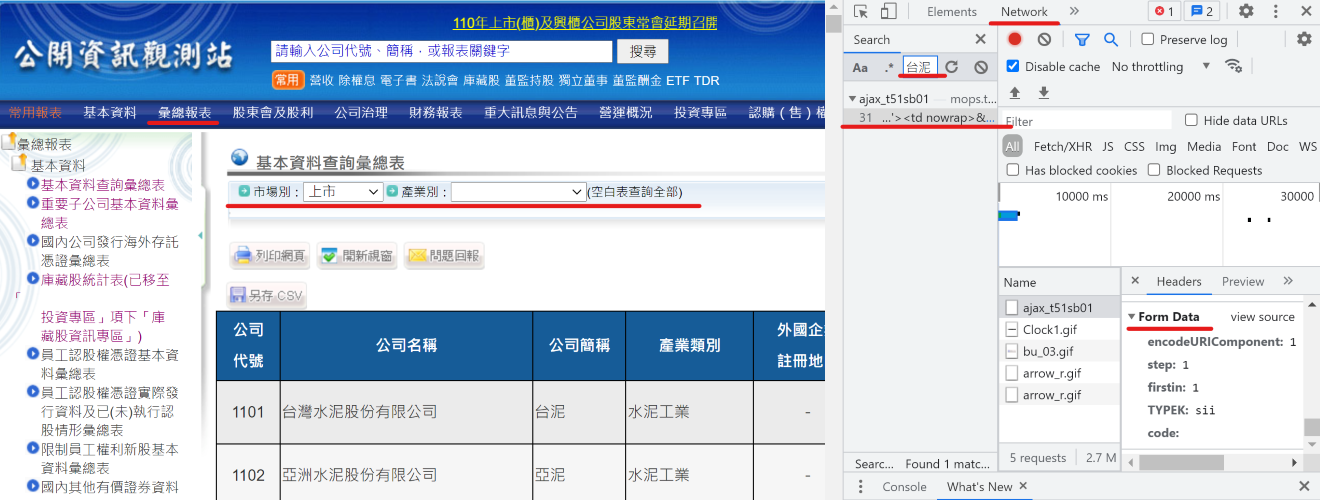 110年上市(櫃)及興櫃公司股東常會延期召開
公開資訊觀測站
請輸入公司代號、簡稱，或報表關鍵字
搜尋
常用 營收 除權息 電子書 法說會 庫藏股 董監持股 獨立董事 董監酬金 ETF TDR
常用報表 基本資料 彙總報表 股東會及股利 公司治理 財務報表 重大訊息與公告 營運概況 投資專區 認購（售）權
彙總報表
基本資料
基本資料查詢彙總表
重要子公司基本資料彙
總表
國內公司發行海外存託
憑證彙總表
庫藏股統計表(已移至
「
投資專區」項下「庫
藏股資訊專區」)
員工認股權憑證基本資
料彙總表
員工認股權憑證實際發
行資料及已(未)執行認
股情形彙總表
限制員工權利新股基本
資料彙總表
國內其他有價證券資料
基本資料查詢彙總表
市場別：上市 產業別： (空白表查詢全部)
列印網頁 開新視窗 問題回報
另存 CSV
公司
代號
公司名稱
公司簡稱
產業類別
外國企
註冊地
1101 台灣水泥股份有限公司 台泥 水泥工業 -
1102 亞洲水泥股份有限公司 亞泥 水泥工業 -
Elements Network 1 2
Search
Preserve log
Aa .* 台泥
Disable cache No throttling
ajax_t51sb01 — mops.t...
31 ...'><td nowrap>&...
Filter
Hide data URLs
All Fetch/XHR JS CSS Img Media Font Doc WS
Has blocked cookies Blocked Requests
10000 ms 20000 ms 30000
Name
ajax_t51sb01
Clock1.gif
bu_03.gif
arrow_r.gif
arrow_r.gif
Headers Preview
Form Data view source
encodeURIComponent: 1
step: 1
firstin: 1
TYPEK: sii
code:
Searc... Found 1 matc...
5 requests 2.7 M
Console What's New